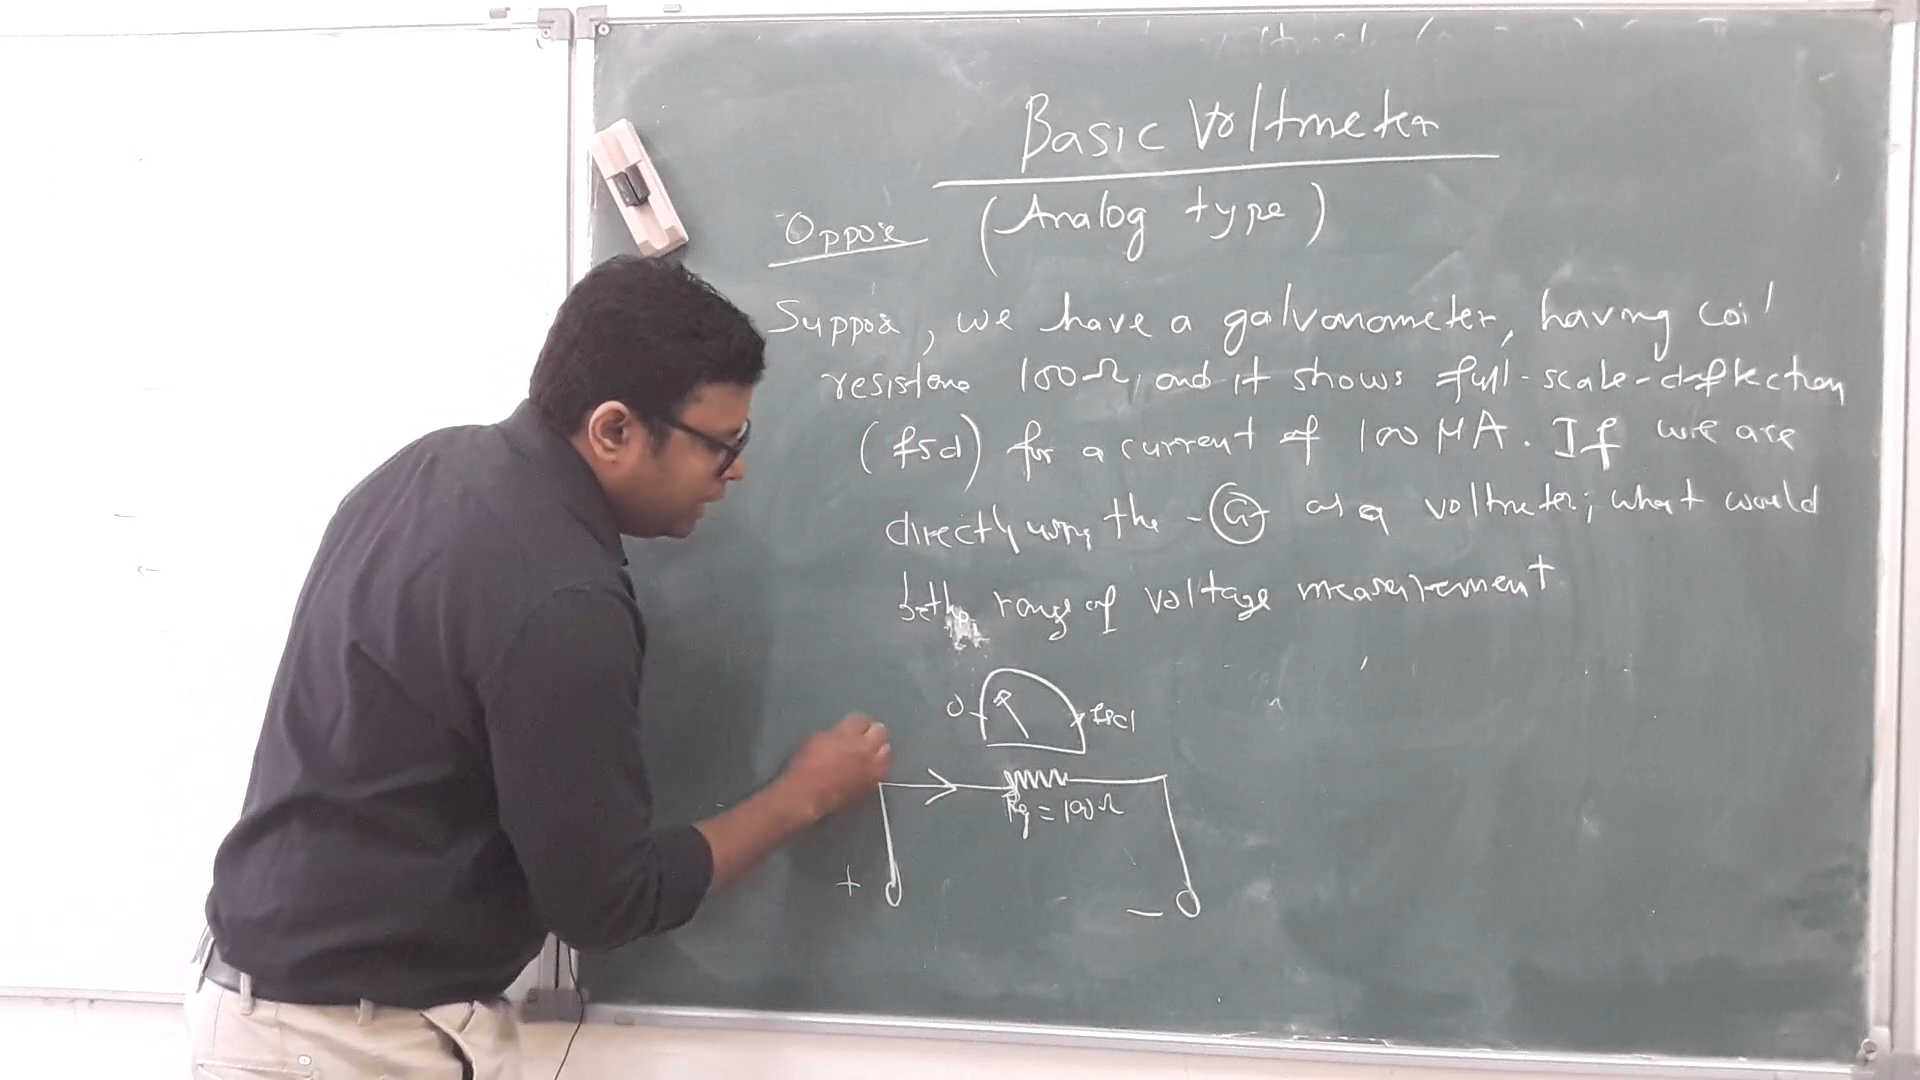 Basic Voltmeter
(Analog type)
Oppose
Suppose, we have a galvanometer, having coil
resistance 100Ω, and it shows full-scale-deflection
(fsd) for a current of 100 μA. If we are
directly using the G as a voltmeter; what would
be the range of voltage measurement
0 fsd
Rg = 100Ω
+ −